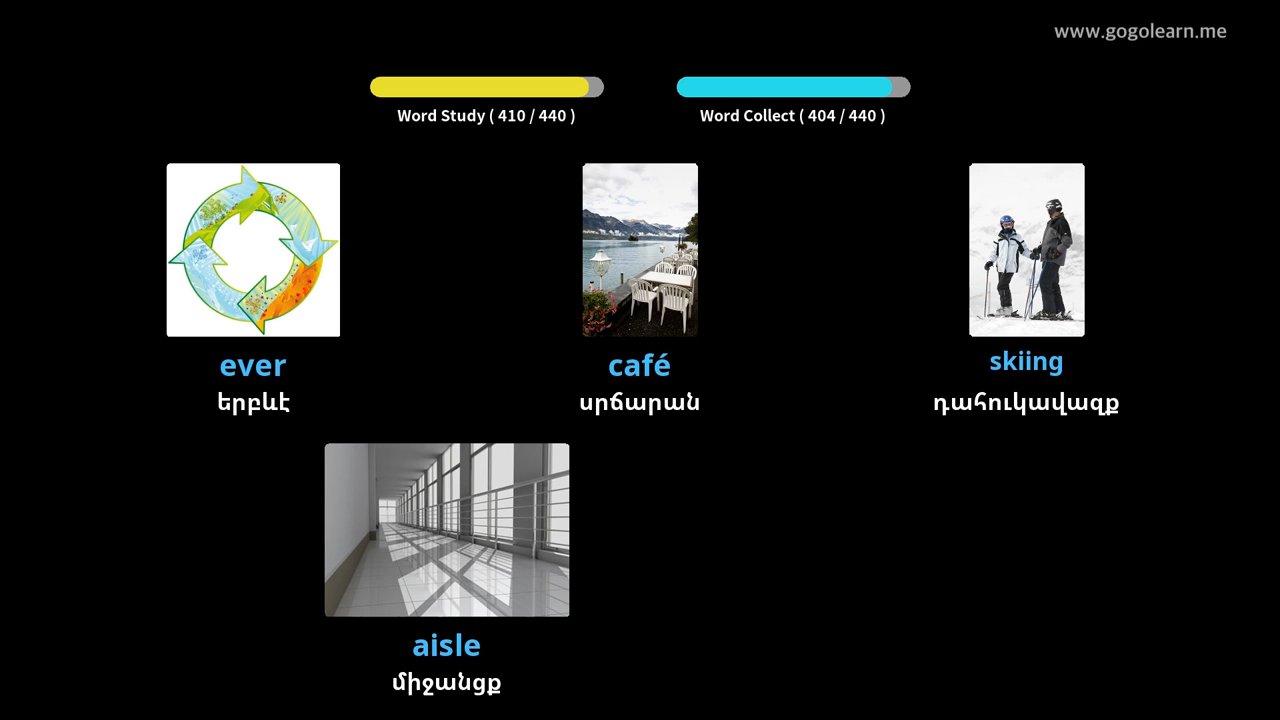 www.gogolearn.me
Word Study ( 410 / 440 )
Word Collect ( 404 / 440 )
ever
երբևէ
café
սրճարան
skiing
դահուկավազք
aisle
միջանցք